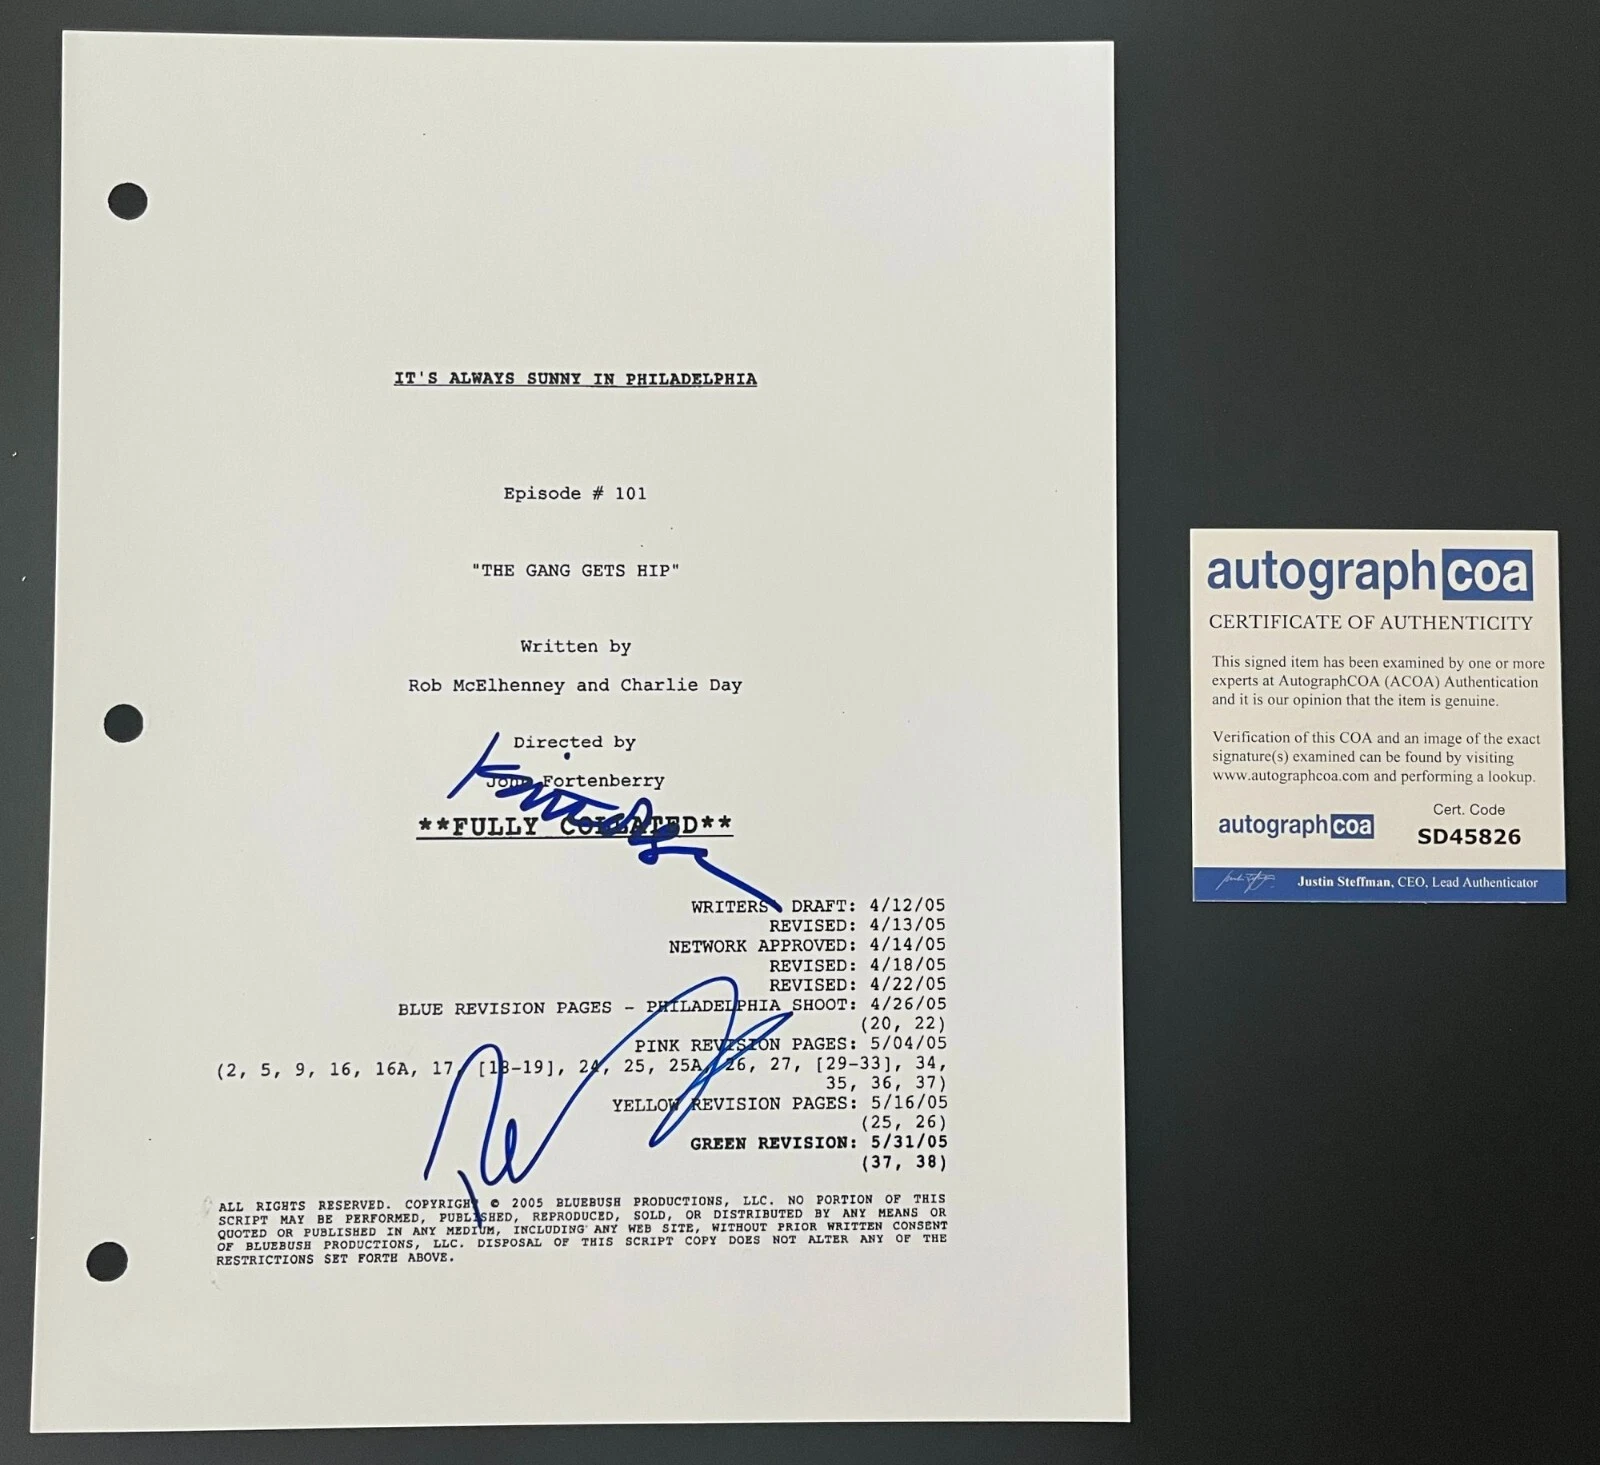 IT'S ALWAYS SUNNY IN PHILADELPHIA
Episode # 101
"THE GANG GETS HIP"
Written by
Rob McElhenney and Charlie Day
Directed by
John Fortenberry
**FULLY COLLATED**
WRITERS' DRAFT: 4/12/05
REVISED: 4/13/05
NETWORK APPROVED: 4/14/05
REVISED: 4/18/05
REVISED: 4/22/05
BLUE REVISION PAGES - PHILADELPHIA SHOOT: 4/26/05
(20, 22)
PINK REVISION PAGES: 5/04/05
(2, 5, 9, 16, 16A, 17, [18-19], 24, 25, 25A, 26, 27, [29-33], 34,
35, 36, 37)
YELLOW REVISION PAGES: 5/16/05
(25, 26)
GREEN REVISION: 5/31/05
(37, 38)
ALL RIGHTS RESERVED. COPYRIGHT © 2005 BLUEBUSH PRODUCTIONS, LLC. NO PORTION OF THIS
SCRIPT MAY BE PERFORMED, PUBLISHED, REPRODUCED, SOLD, OR DISTRIBUTED BY ANY MEANS OR
QUOTED OR PUBLISHED IN ANY MEDIUM, INCLUDING ANY WEB SITE, WITHOUT PRIOR WRITTEN CONSENT
OF BLUEBUSH PRODUCTIONS, LLC. DISPOSAL OF THIS SCRIPT COPY DOES NOT ALTER ANY OF THE
RESTRICTIONS SET FORTH ABOVE.
autographcoa
CERTIFICATE OF AUTHENTICITY
This signed item has been examined by one or more
experts at AutographCOA (ACOA) Authentication
and it is our opinion that the item is genuine.
Verification of this COA and an image of the exact
signature(s) examined can be found by visiting
www.autographcoa.com and performing a lookup.
autographcoa
Cert. Code
SD45826
Justin Steffman, CEO, Lead Authenticator